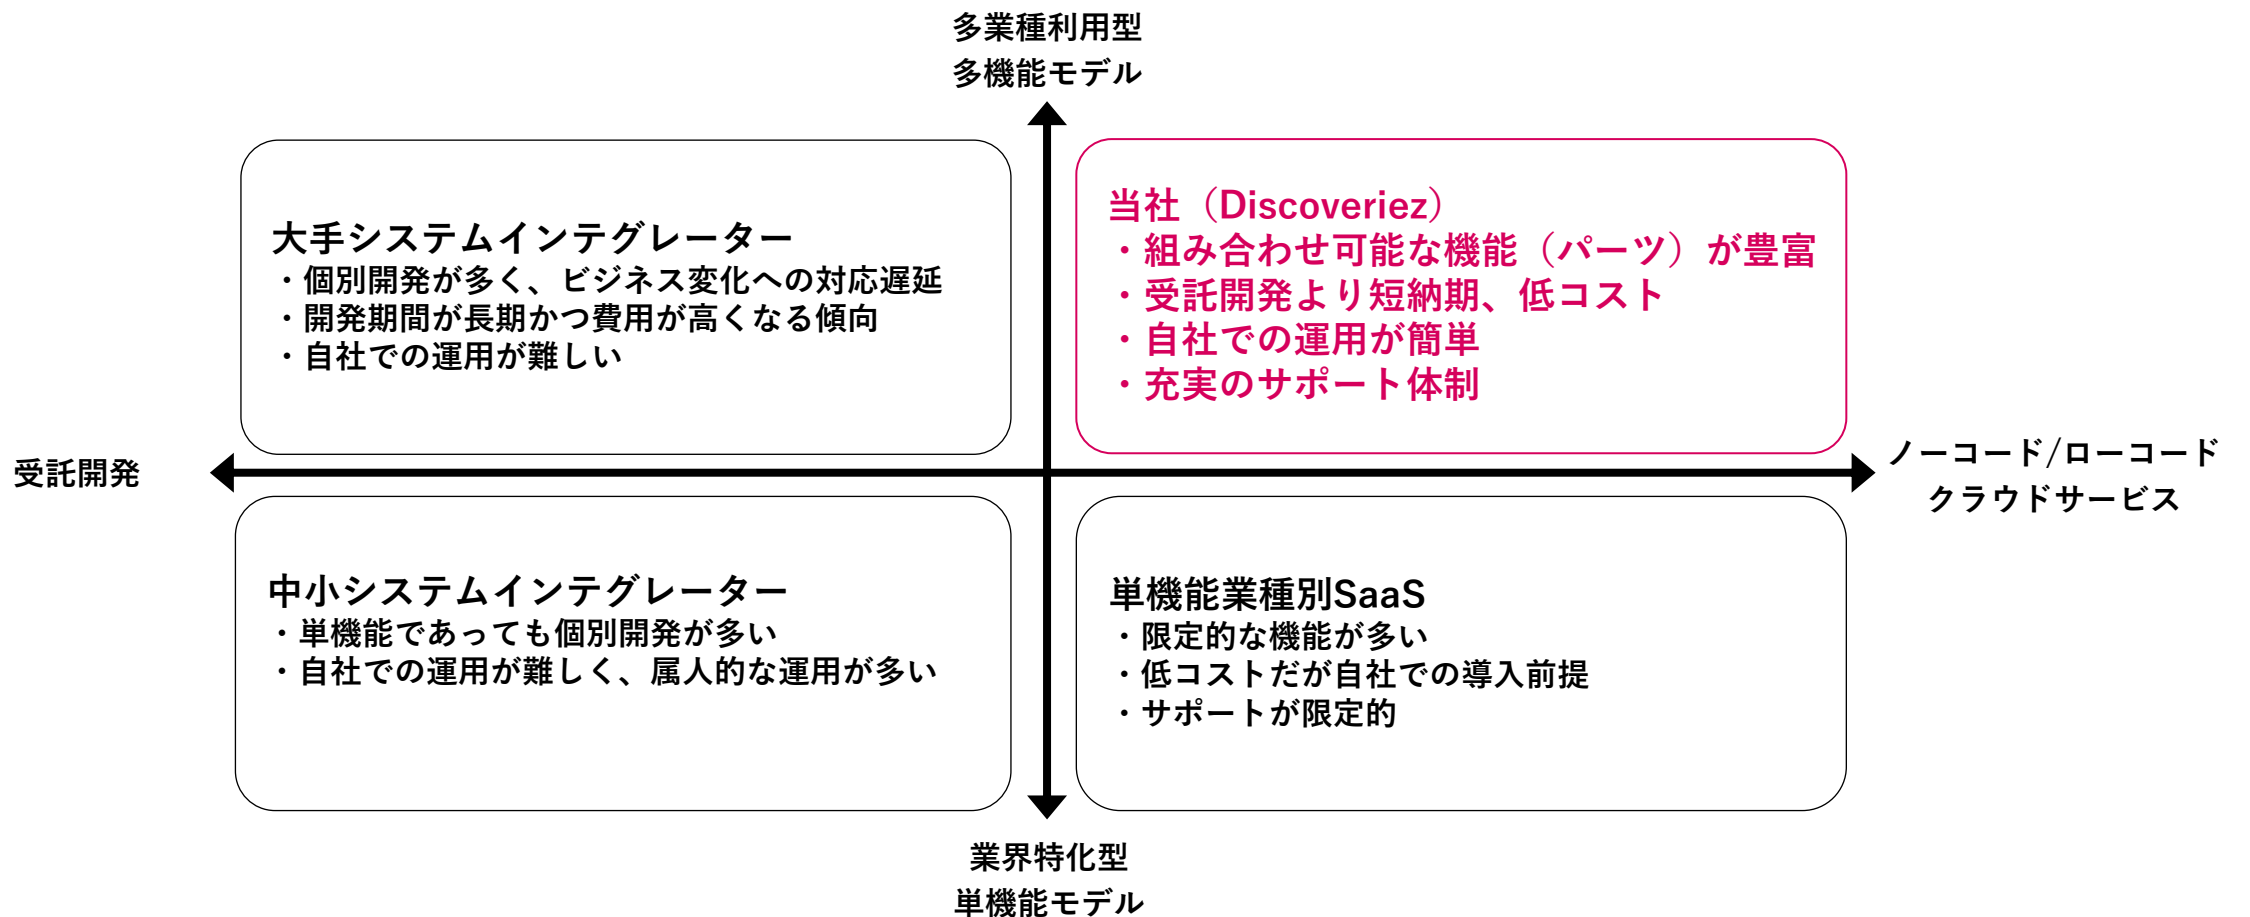 多業種利用型
多機能モデル
大手システムインテグレーター
・個別開発が多く、ビジネス変化への対応遅延
・開発期間が長期かつ費用が高くなる傾向
・自社での運用が難しい
当社（Discoveriez）
・組み合わせ可能な機能（パーツ）が豊富
・受託開発より短納期、低コスト
・自社での運用が簡単
・充実のサポート体制
受託開発
ノーコード/ローコード
クラウドサービス
中小システムインテグレーター
・単機能であっても個別開発が多い
・自社での運用が難しく、属人的な運用が多い
単機能業種別SaaS
・限定的な機能が多い
・低コストだが自社での導入前提
・サポートが限定的
業界特化型
単機能モデル